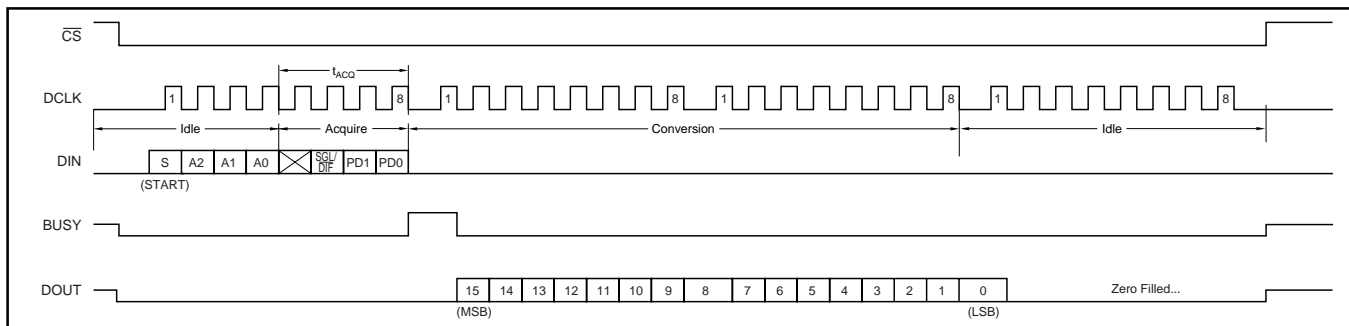 CS
tACQ
DCLK 1 8 1 8 1 8 1 8
Idle Acquire Conversion Idle
DIN S A2 A1 A0 SGL/DIF PD1 PD0
(START)
BUSY
DOUT 15 14 13 12 11 10 9 8 7 6 5 4 3 2 1 0 Zero Filled...
(MSB) (LSB)